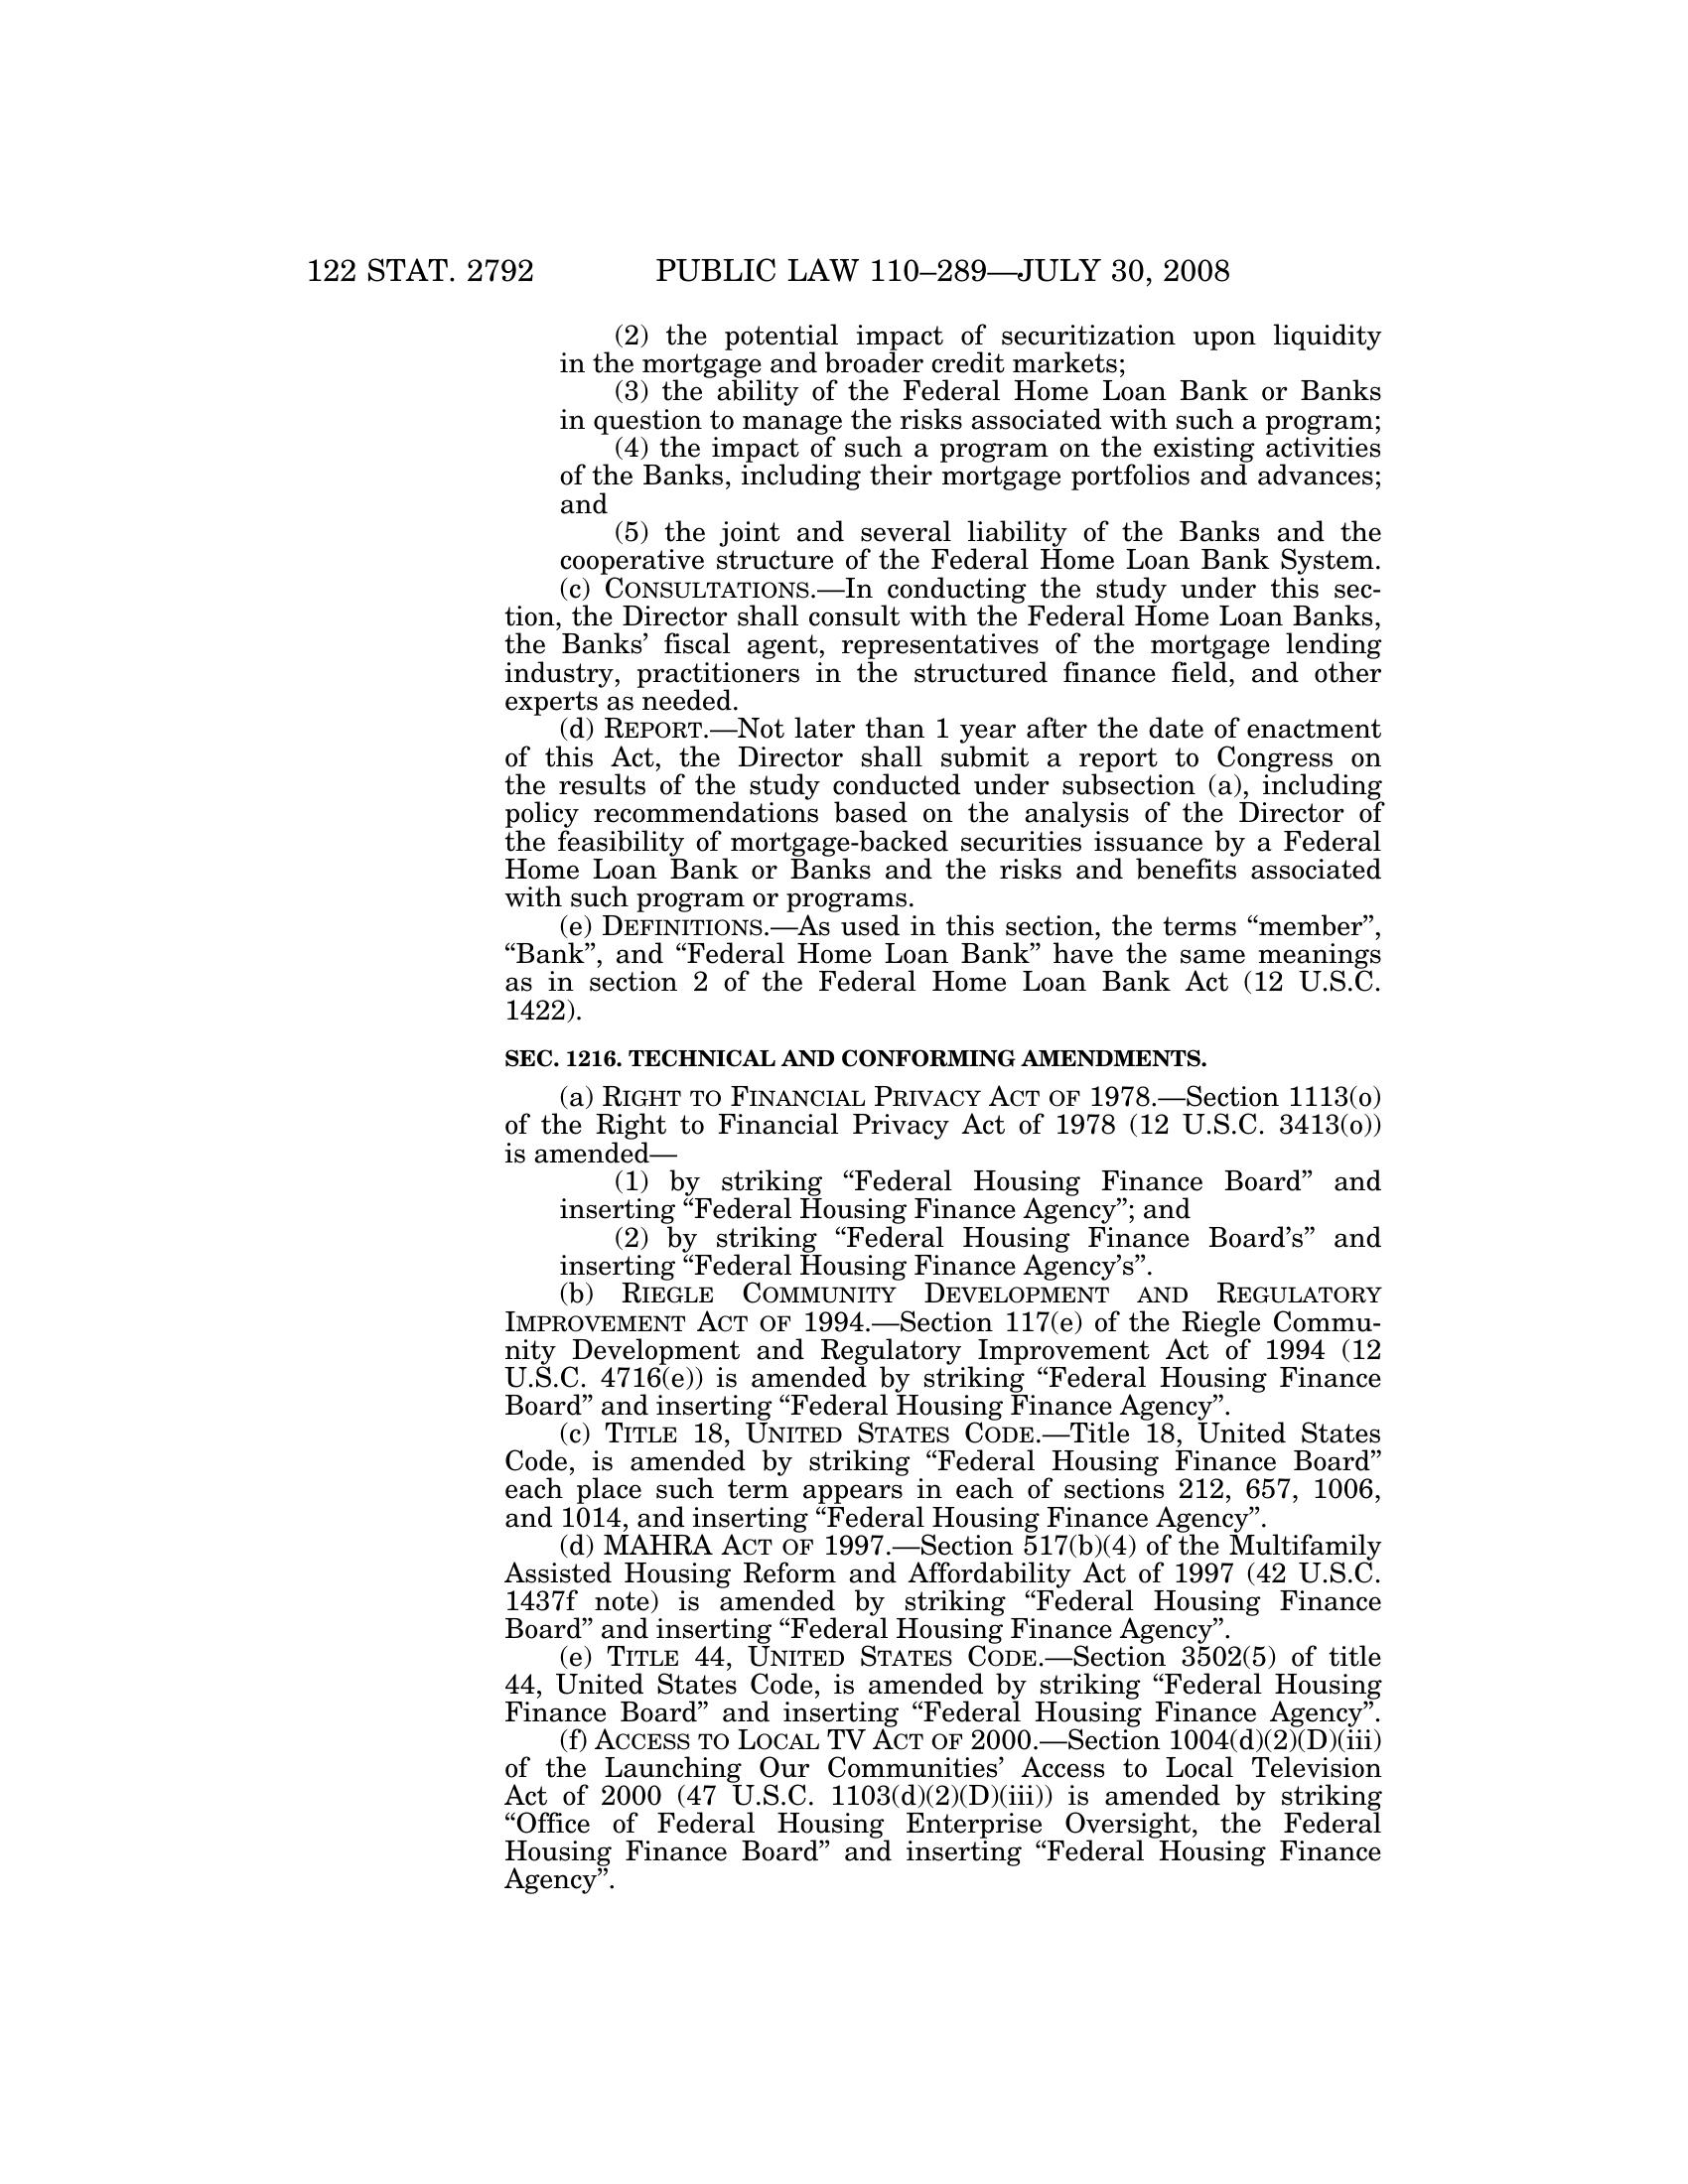 122 STAT. 2792 PUBLIC LAW 110–289—JULY 30, 2008
(2) the potential impact of securitization upon liquidity
in the mortgage and broader credit markets;
(3) the ability of the Federal Home Loan Bank or Banks
in question to manage the risks associated with such a program;
(4) the impact of such a program on the existing activities
of the Banks, including their mortgage portfolios and advances;
and
(5) the joint and several liability of the Banks and the
cooperative structure of the Federal Home Loan Bank System.
(c) CONSULTATIONS.—In conducting the study under this sec-
tion, the Director shall consult with the Federal Home Loan Banks,
the Banks’ fiscal agent, representatives of the mortgage lending
industry, practitioners in the structured finance field, and other
experts as needed.
(d) REPORT.—Not later than 1 year after the date of enactment
of this Act, the Director shall submit a report to Congress on
the results of the study conducted under subsection (a), including
policy recommendations based on the analysis of the Director of
the feasibility of mortgage-backed securities issuance by a Federal
Home Loan Bank or Banks and the risks and benefits associated
with such program or programs.
(e) DEFINITIONS.—As used in this section, the terms “member”,
“Bank”, and “Federal Home Loan Bank” have the same meanings
as in section 2 of the Federal Home Loan Bank Act (12 U.S.C.
1422).
SEC. 1216. TECHNICAL AND CONFORMING AMENDMENTS.
(a) RIGHT TO FINANCIAL PRIVACY ACT OF 1978.—Section 1113(o)
of the Right to Financial Privacy Act of 1978 (12 U.S.C. 3413(o))
is amended—
(1) by striking “Federal Housing Finance Board” and
inserting “Federal Housing Finance Agency”; and
(2) by striking “Federal Housing Finance Board’s” and
inserting “Federal Housing Finance Agency’s”.
(b) RIEGLE COMMUNITY DEVELOPMENT AND REGULATORY
IMPROVEMENT ACT OF 1994.—Section 117(e) of the Riegle Commu-
nity Development and Regulatory Improvement Act of 1994 (12
U.S.C. 4716(e)) is amended by striking “Federal Housing Finance
Board” and inserting “Federal Housing Finance Agency”.
(c) TITLE 18, UNITED STATES CODE.—Title 18, United States
Code, is amended by striking “Federal Housing Finance Board”
each place such term appears in each of sections 212, 657, 1006,
and 1014, and inserting “Federal Housing Finance Agency”.
(d) MAHRA ACT OF 1997.—Section 517(b)(4) of the Multifamily
Assisted Housing Reform and Affordability Act of 1997 (42 U.S.C.
1437f note) is amended by striking “Federal Housing Finance
Board” and inserting “Federal Housing Finance Agency”.
(e) TITLE 44, UNITED STATES CODE.—Section 3502(5) of title
44, United States Code, is amended by striking “Federal Housing
Finance Board” and inserting “Federal Housing Finance Agency”.
(f) ACCESS TO LOCAL TV ACT OF 2000.—Section 1004(d)(2)(D)(iii)
of the Launching Our Communities’ Access to Local Television
Act of 2000 (47 U.S.C. 1103(d)(2)(D)(iii)) is amended by striking
“Office of Federal Housing Enterprise Oversight, the Federal
Housing Finance Board” and inserting “Federal Housing Finance
Agency”.